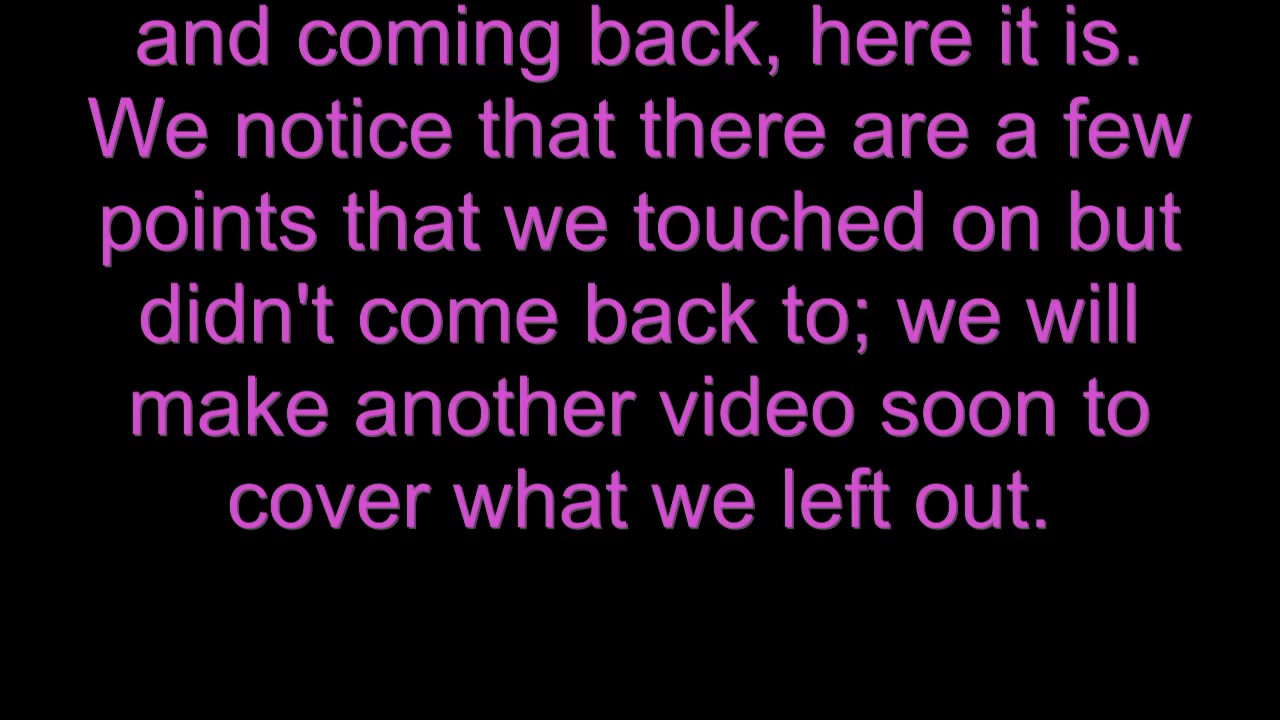 and coming back, here it is.
We notice that there are a few
points that we touched on but
didn't come back to; we will
make another video soon to
cover what we left out.